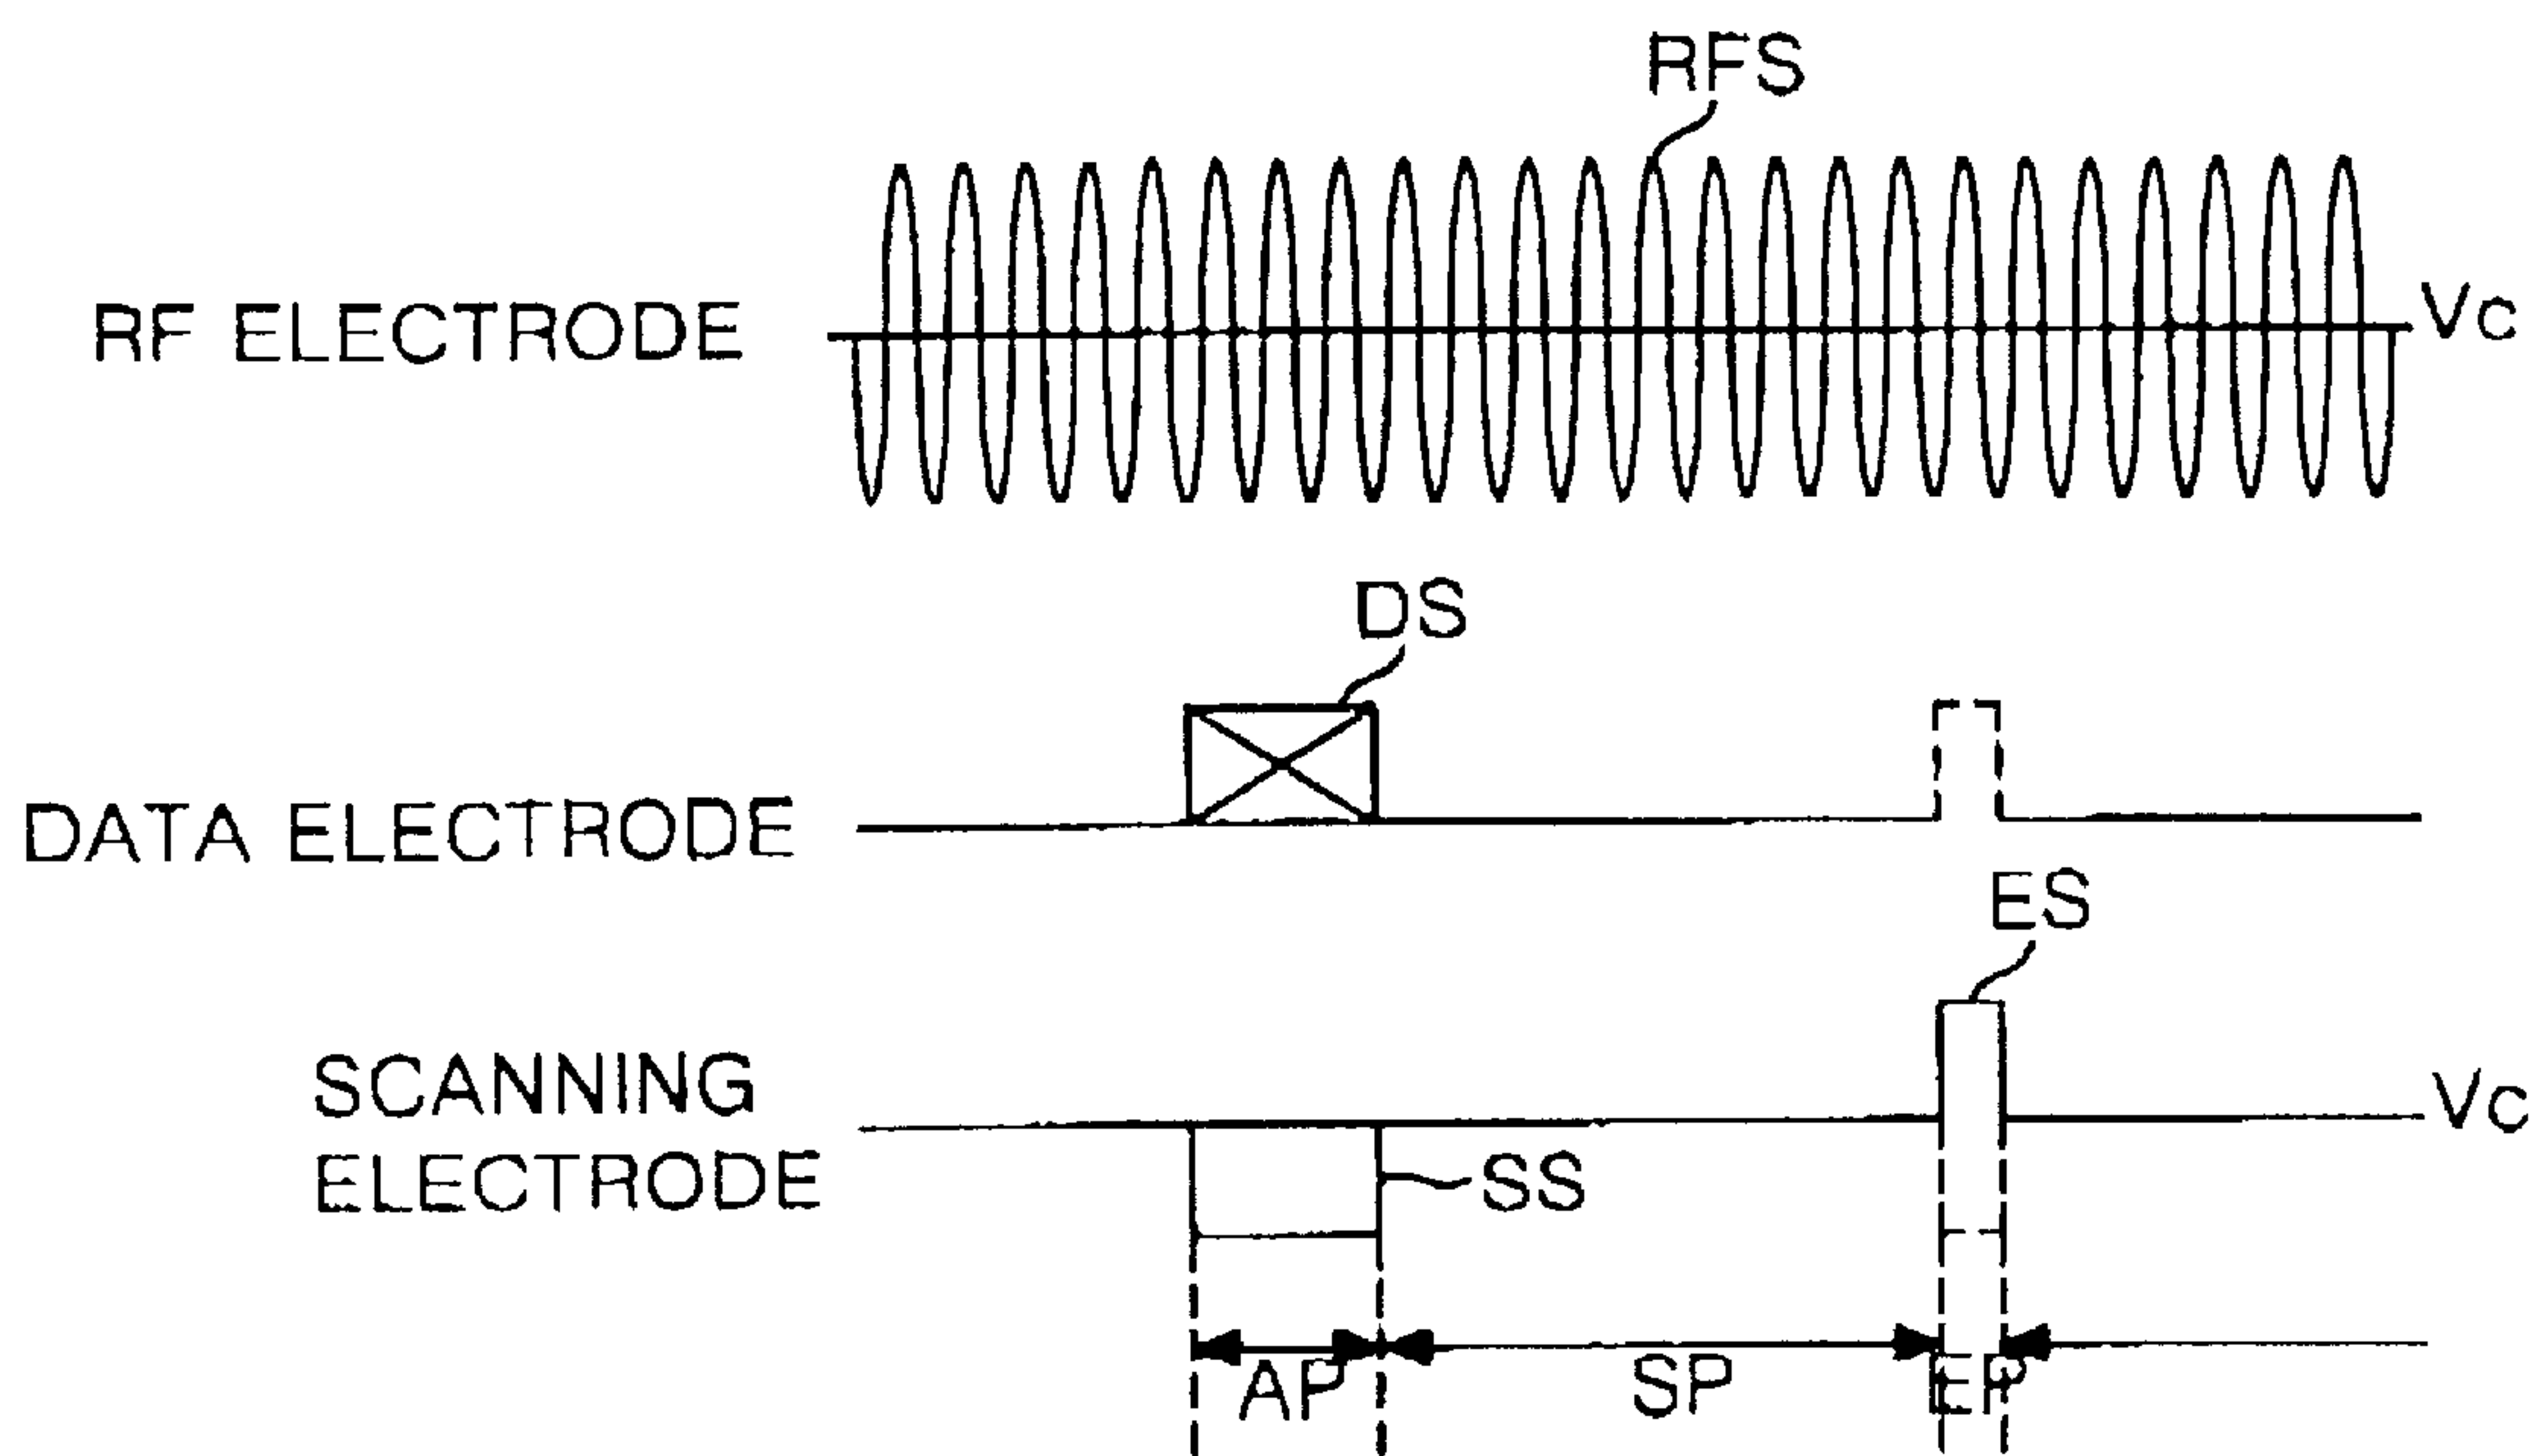 RFS
RF ELECTRODE
Vc
DS
DATA ELECTRODE
ES
SCANNING
ELECTRODE
Vc
SS
AP
SP
EP